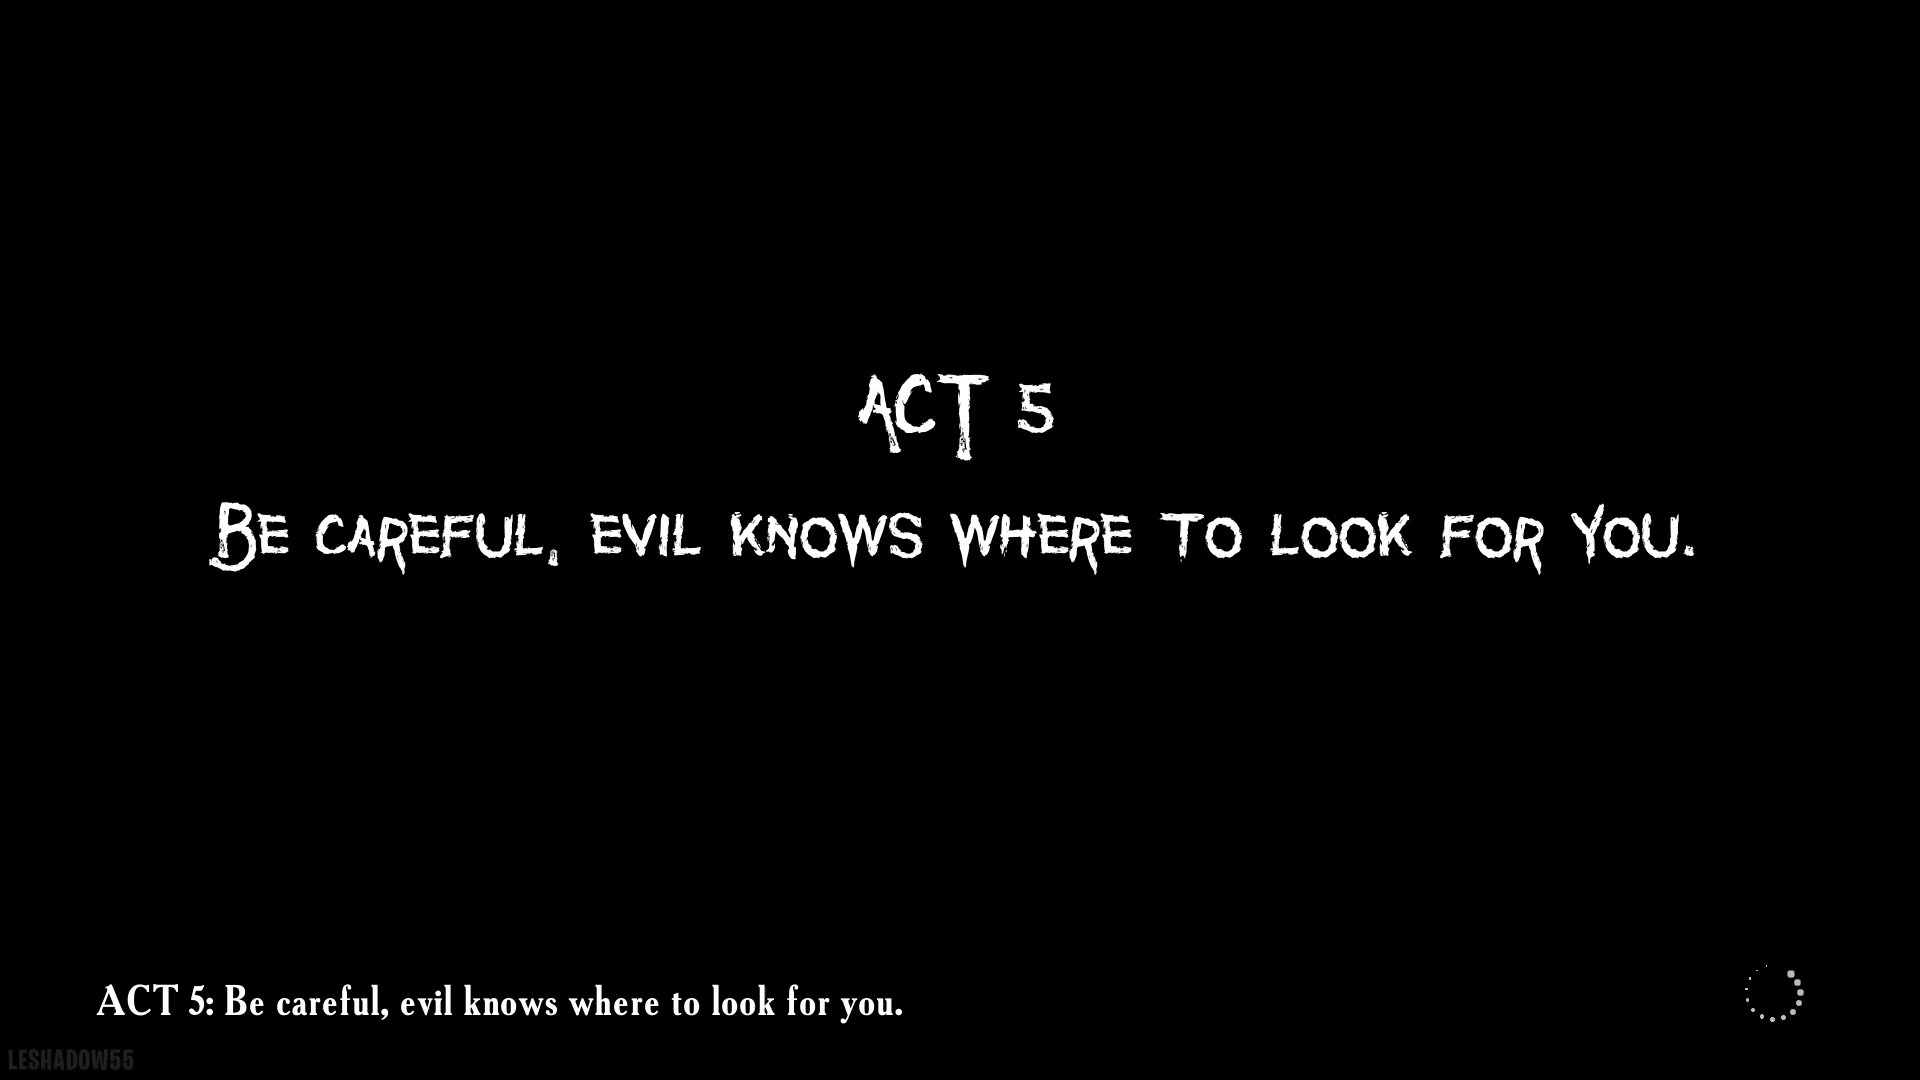 ACT 5
Be careful, evil knows where to look for you.
ACT 5: Be careful, evil knows where to look for you.
LESHADOW55